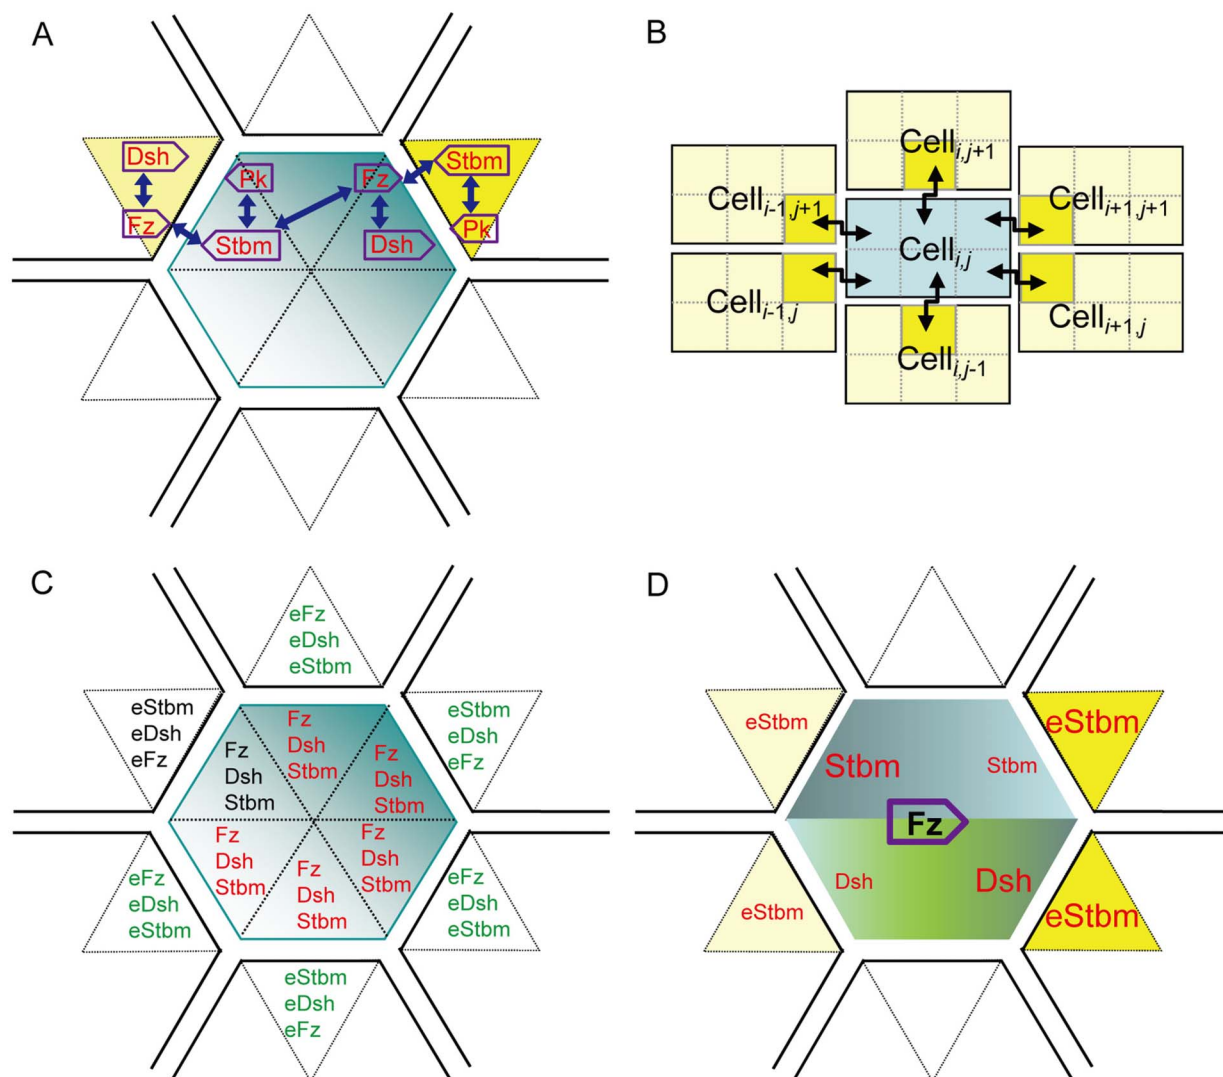 A
Dsh
Fz
Pk
Stbm
Fz
Dsh
Stbm
Pk
B
Cell i,j+1
Cell i-1,j+1
Cell i+1,j+1
Cell i,j
Cell i-1,j
Cell i+1,j
Cell i,j-1
C
eFz
eDsh
eStbm
eStbm
eDsh
eFz
Fz
Dsh
Stbm
Fz
Dsh
Stbm
Fz
Dsh
Stbm
eStbm
eDsh
eFz
eFz
eDsh
eStbm
Fz
Dsh
Stbm
Fz
Dsh
Stbm
Fz
Dsh
Stbm
eFz
eDsh
eStbm
eStbm
eDsh
eFz
D
eStbm
Stbm
Stbm
eStbm
Fz
eStbm
Dsh
Dsh
eStbm